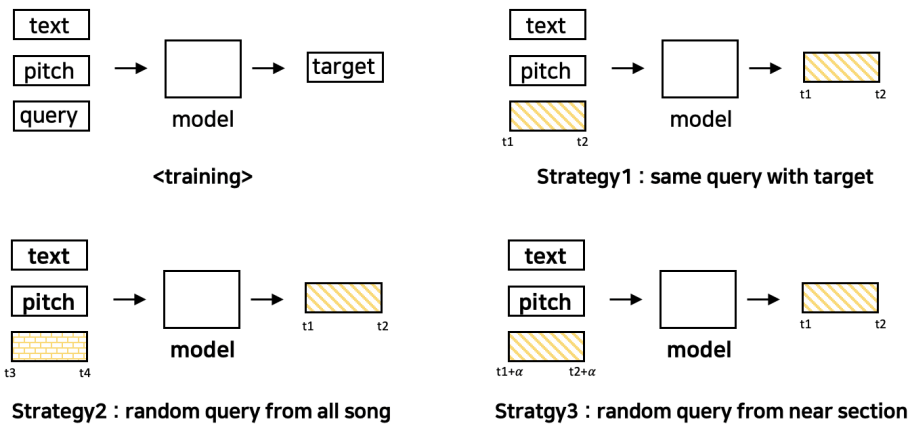 text
pitch
query
model
target
<training>
text
pitch
t1 t2
model
t1 t2
Strategy1 : same query with target
text
pitch
t3 t4
model
t1 t2
Strategy2 : random query from all song
text
pitch
t1+α t2+α
model
t1 t2
Stratgy3 : random query from near section